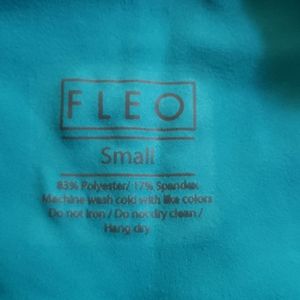 FLEO
Small
83% Polyester/ 17% Spandex
Machine wash cold with like colors
Do not Iron / Do not dry clean /
Hang dry